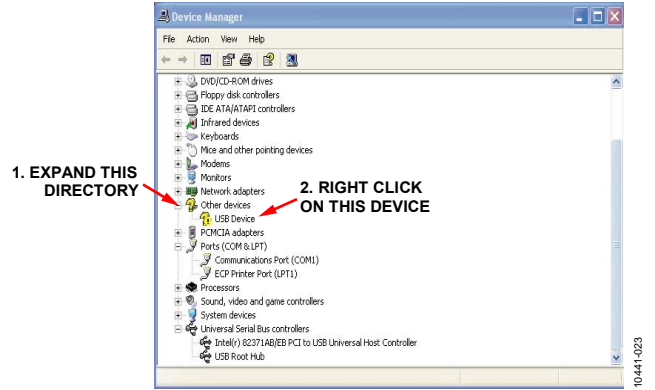 Device Manager
File Action View Help
DVD/CD-ROM drives
Floppy disk controllers
IDE ATA/ATAPI controllers
Infrared devices
Keyboards
Mice and other pointing devices
Modems
Monitors
Network adapters
Other devices
USB Device
PCMCIA adapters
Ports (COM & LPT)
Communications Port (COM1)
ECP Printer Port (LPT1)
Processors
Sound, video and game controllers
System devices
Universal Serial Bus controllers
Intel(r) 82371AB/EB PCI to USB Universal Host Controller
USB Root Hub
1. EXPAND THIS
DIRECTORY
2. RIGHT CLICK
ON THIS DEVICE
10441-023